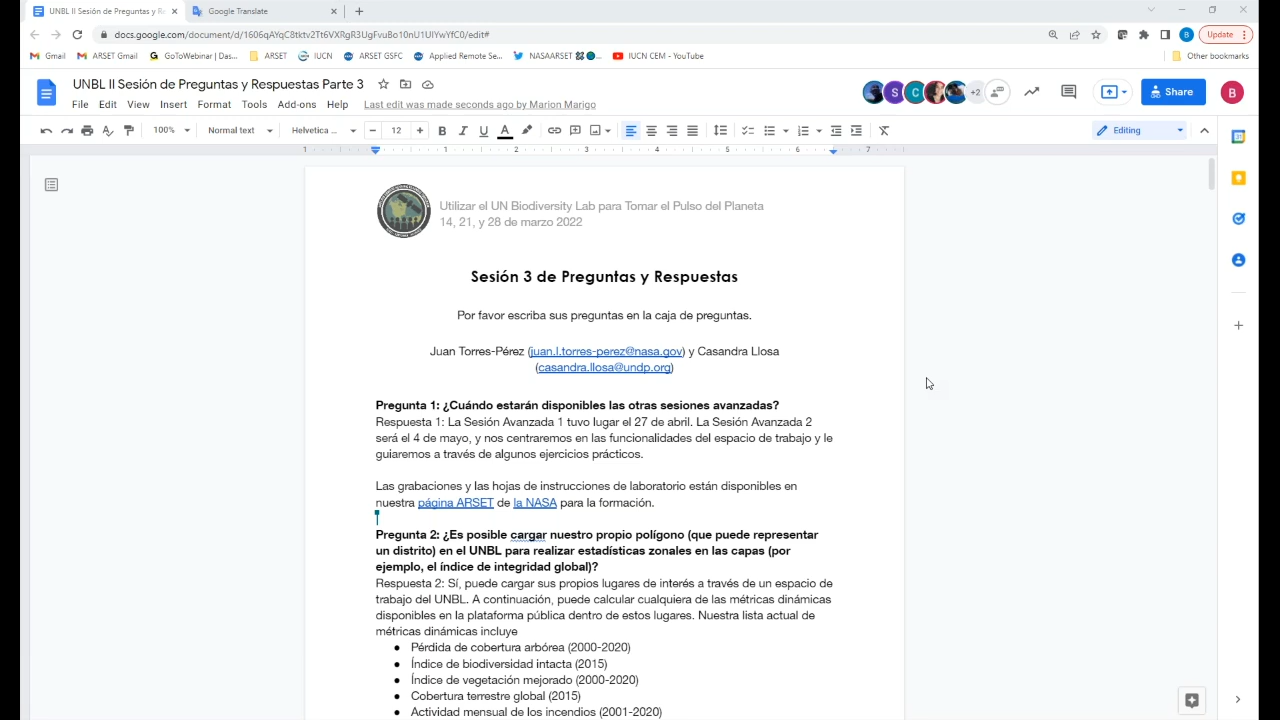 UNBL II Sesión de Preguntas y Re
Google Translate
docs.google.com/document/d/1606qAYqC8tktv2Tt6VXRgR3UgFvuBo10nU1UIYwYfC0/edit#
Update
Gmail
ARSET Gmail
GoToWebinar | Das...
ARSET
IUCN
ARSET GSFC
Applied Remote Se...
NASAARSET
IUCN CEM - YouTube
Other bookmarks
UNBL II Sesión de Preguntas y Respuestas Parte 3
File Edit View Insert Format Tools Add-ons Help Last edit was made seconds ago by Marion Marigo
S C +2 Share B
100% Normal text Helvetica ... 12 B I U A Editing
1 1 2 3 4 5 6 7
Utilizar el UN Biodiversity Lab para Tomar el Pulso del Planeta
14, 21, y 28 de marzo 2022
Sesión 3 de Preguntas y Respuestas
Por favor escriba sus preguntas en la caja de preguntas.
Juan Torres-Pérez (juan.l.torres-perez@nasa.gov) y Casandra Llosa
(casandra.llosa@undp.org)
Pregunta 1: ¿Cuándo estarán disponibles las otras sesiones avanzadas?
Respuesta 1: La Sesión Avanzada 1 tuvo lugar el 27 de abril. La Sesión Avanzada 2
será el 4 de mayo, y nos centraremos en las funcionalidades del espacio de trabajo y le
guiaremos a través de algunos ejercicios prácticos.
Las grabaciones y las hojas de instrucciones de laboratorio están disponibles en
nuestra página ARSET de la NASA para la formación.
Pregunta 2: ¿Es posible cargar nuestro propio polígono (que puede representar
un distrito) en el UNBL para realizar estadísticas zonales en las capas (por
ejemplo, el índice de integridad global)?
Respuesta 2: Sí, puede cargar sus propios lugares de interés a través de un espacio de
trabajo del UNBL. A continuación, puede calcular cualquiera de las métricas dinámicas
disponibles en la plataforma pública dentro de estos lugares. Nuestra lista actual de
métricas dinámicas incluye
● Pérdida de cobertura arbórea (2000-2020)
● Índice de biodiversidad intacta (2015)
● Índice de vegetación mejorado (2000-2020)
● Cobertura terrestre global (2015)
● Actividad mensual de los incendios (2001-2020)